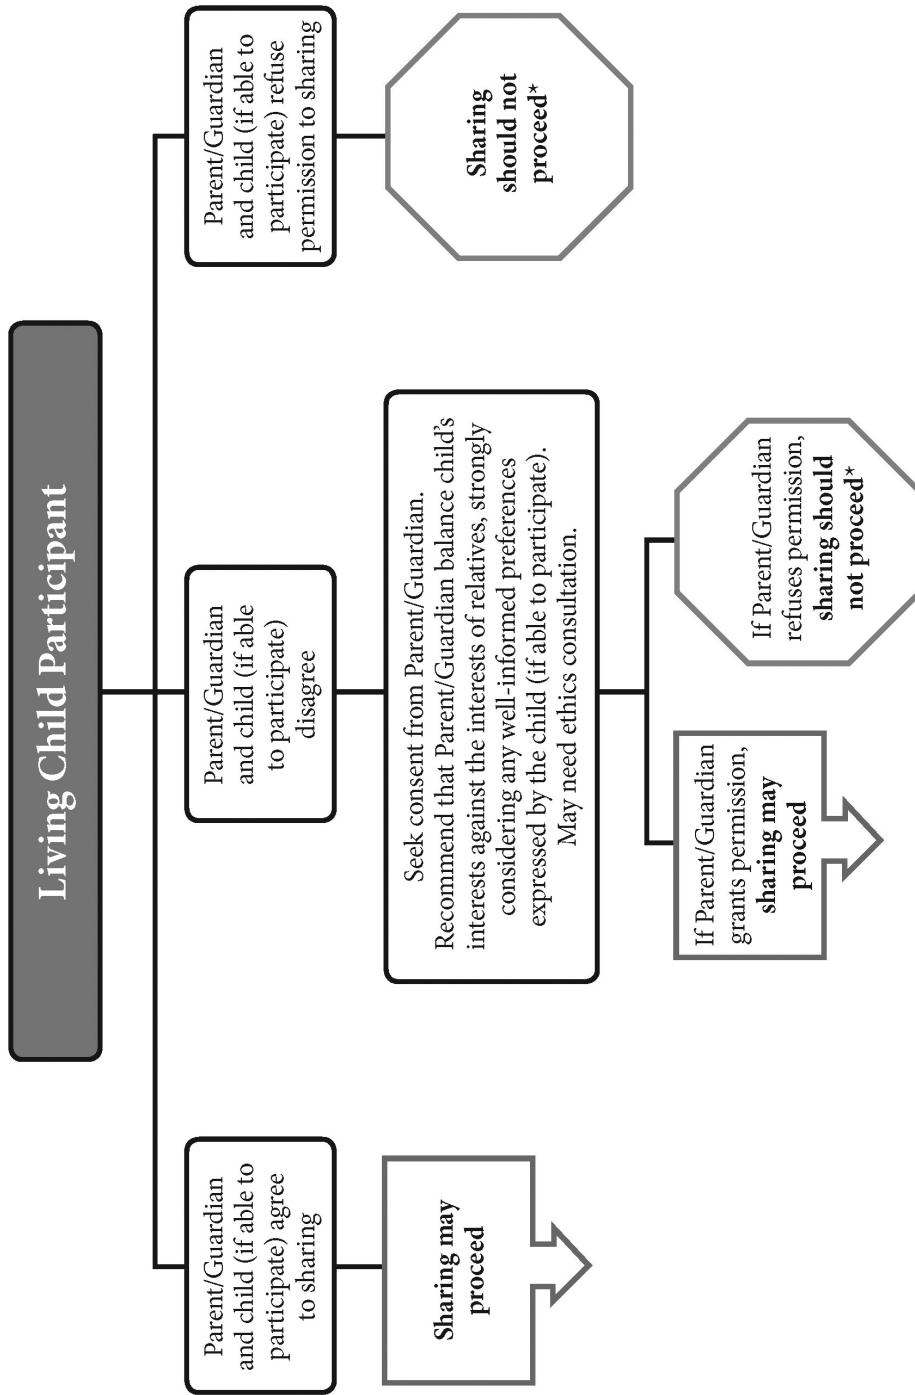 Living Child Participant
Parent/Guardian
and child (if able to
participate) agree
to sharing
Sharing may
proceed
Parent/Guardian
and child (if able
to participate)
disagree
Seek consent from Parent/Guardian.
Recommend that Parent/Guardian balance child’s
interests against the interests of relatives, strongly
considering any well-informed preferences
expressed by the child (if able to participate).
May need ethics consultation.
If Parent/Guardian
grants permission,
sharing may
proceed
If Parent/Guardian
refuses permission,
sharing should
not proceed*
Parent/Guardian
and child (if able to
participate) refuse
permission to sharing
Sharing
should not
proceed*